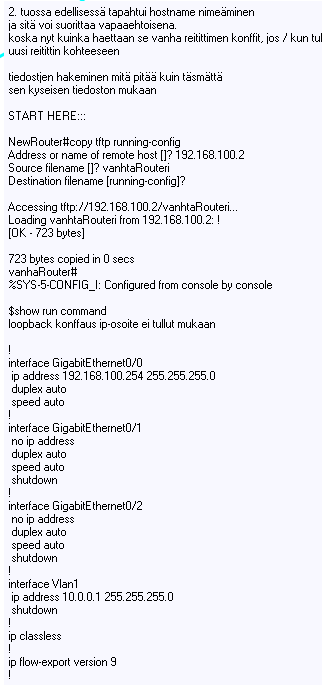 2. tuossa edellisessä tapahtui hostname nimeäminen
ja sitä voi suorittaa vapaaehtoisena.
koska nyt kuinka haettaan se vanha reitittimen konffit, jos / kun tul
uusi reitittin kohteeseen
tiedostjen hakeminen mitä pitää kuin täsmättä
sen kyseisen tiedoston mukaan
START HERE:::
NewRouter#copy tftp running-config
Address or name of remote host []? 192.168.100.2
Source filename []? vanhtaRouteri
Destination filename [running-config]?
Accessing tftp://192.168.100.2/vanhtaRouteri...
Loading vanhtaRouteri from 192.168.100.2: !
[OK - 723 bytes]
723 bytes copied in 0 secs
vanhaRouter#
%SYS-5-CONFIG_I: Configured from console by console
$show run command
loopback konffaus ip-osoite ei tullut mukaan
!
interface GigabitEthernet0/0
ip address 192.168.100.254 255.255.255.0
duplex auto
speed auto
!
interface GigabitEthernet0/1
no ip address
duplex auto
speed auto
shutdown
!
interface GigabitEthernet0/2
no ip address
duplex auto
speed auto
shutdown
!
interface Vlan1
ip address 10.0.0.1 255.255.255.0
shutdown
!
ip classless
!
ip flow-export version 9
!